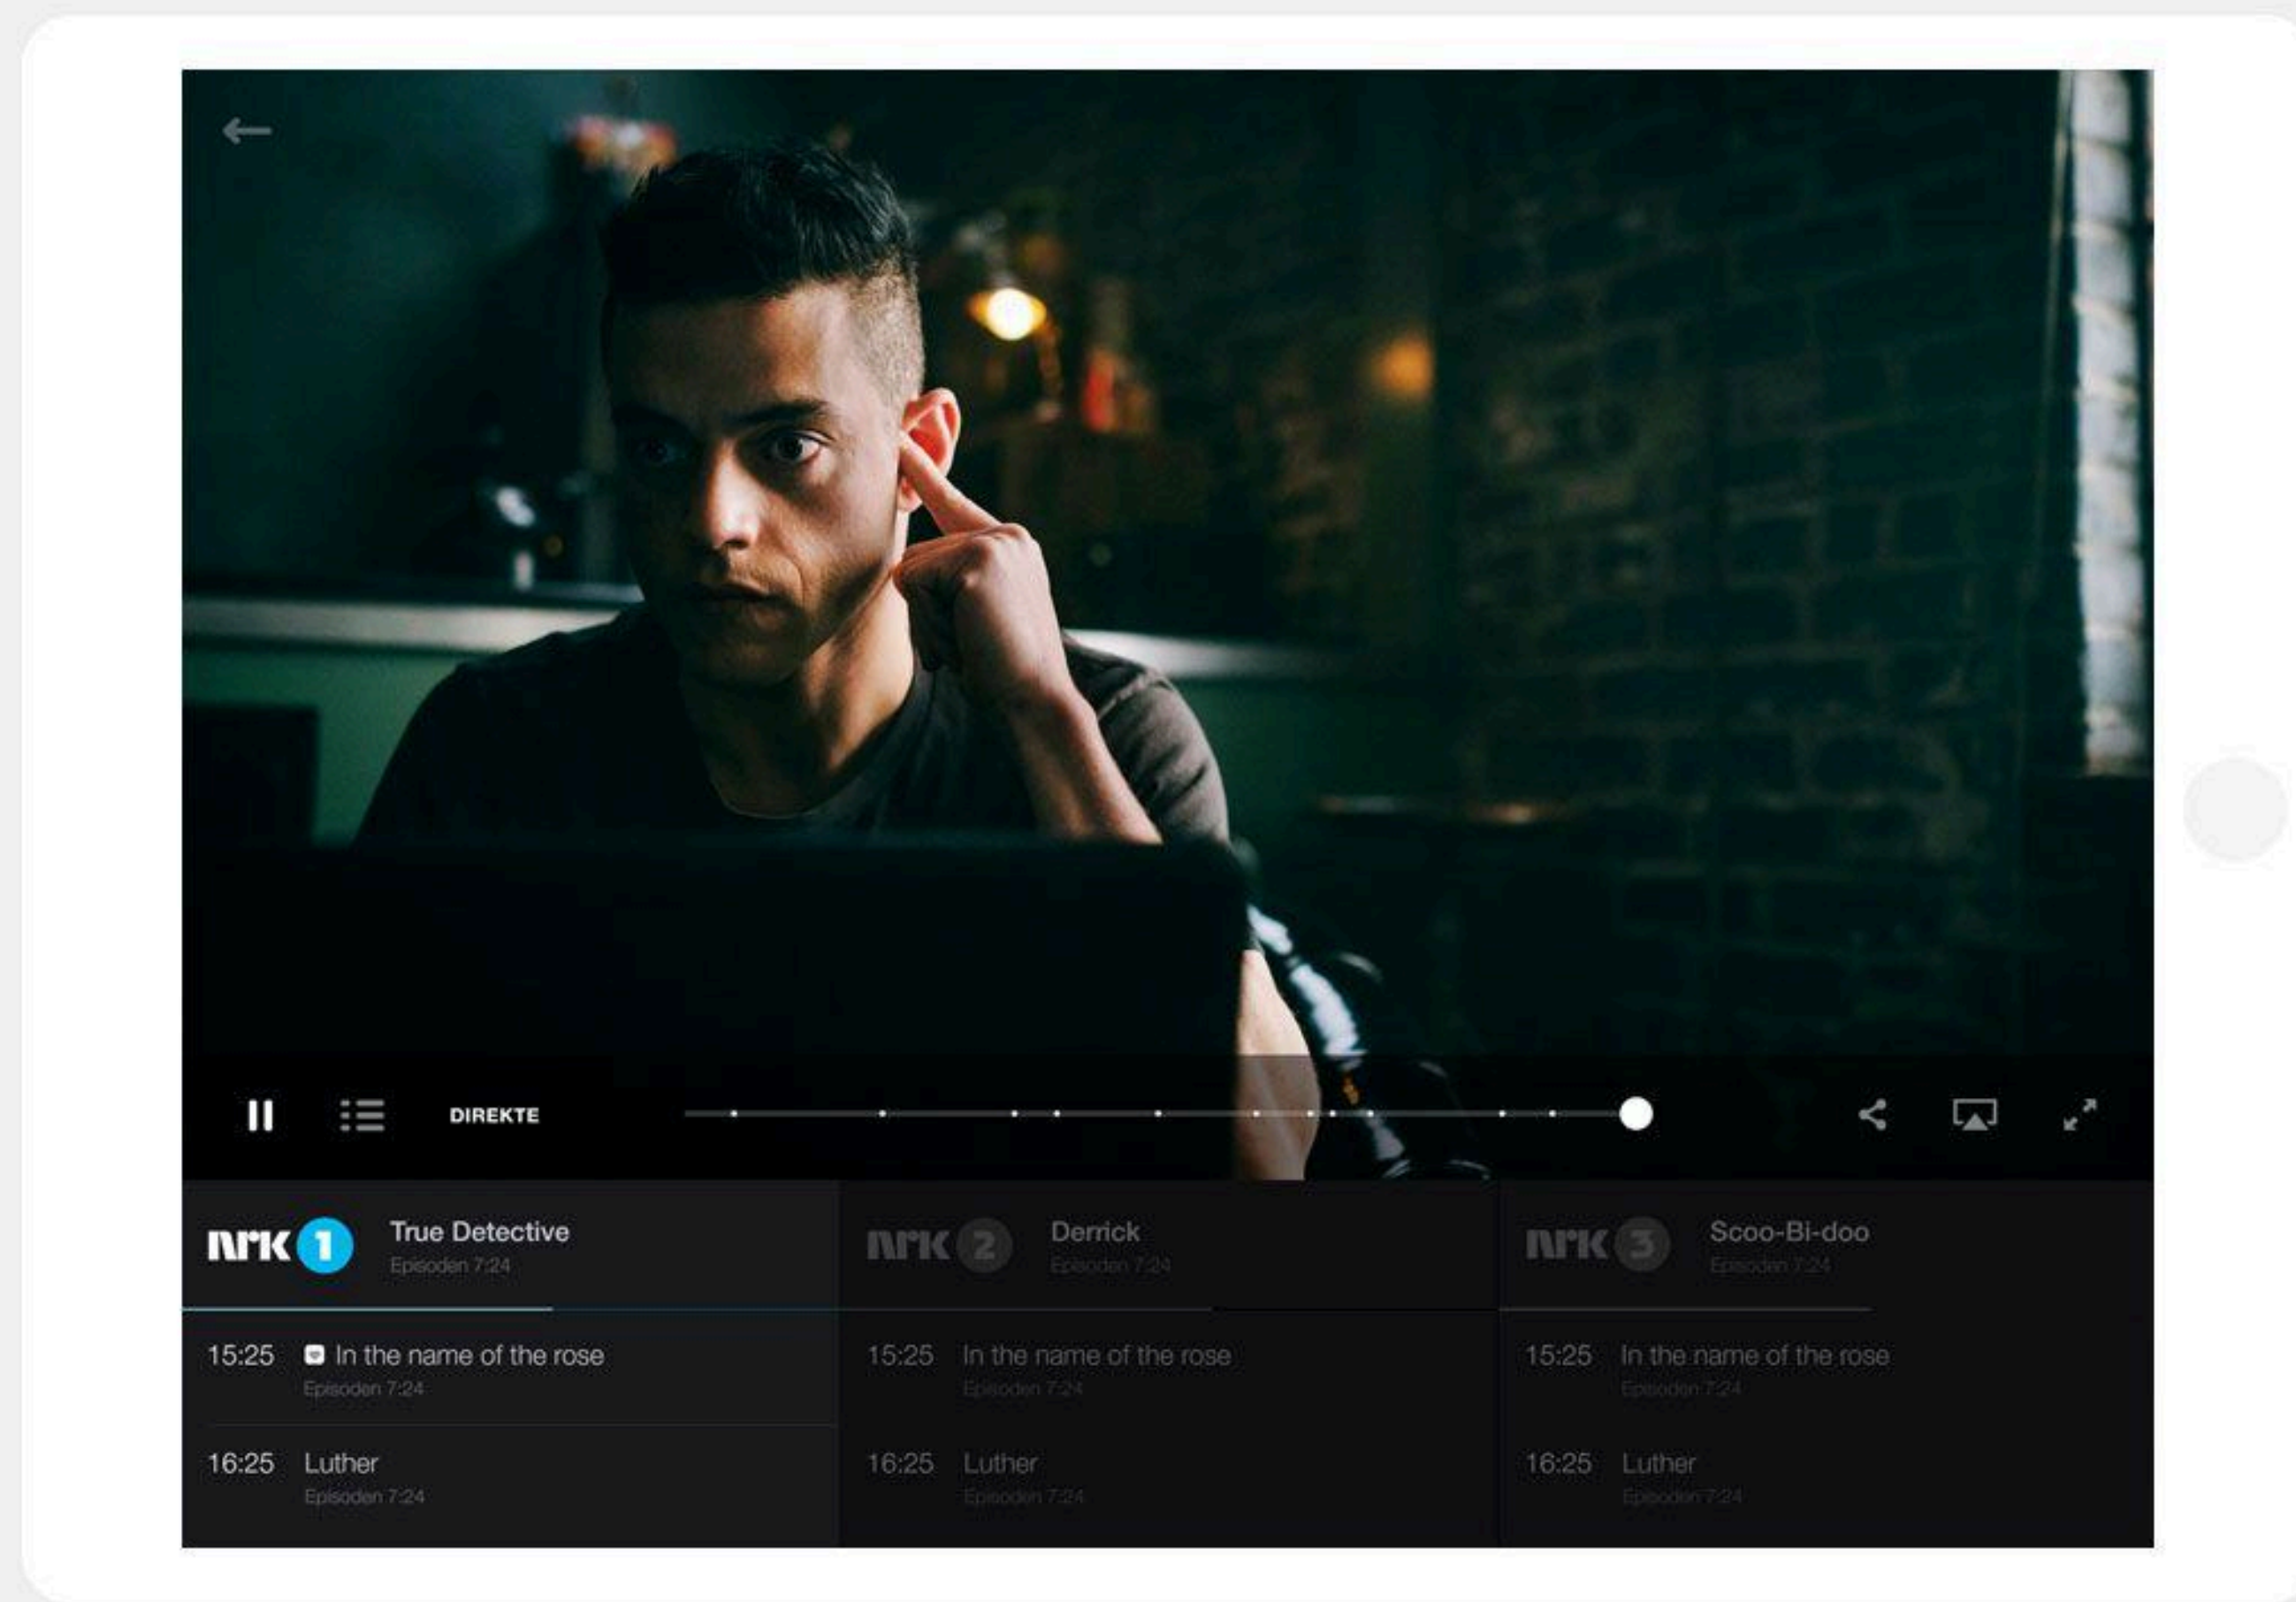 DIREKTE
nrk 1
True Detective
Episoden 7:24
15:25 In the name of the rose
Episoden 7:24
16:25 Luther
Episoden 7:24
nrk 2
Derrick
Episoden 7:24
15:25 In the name of the rose
Episoden 7:24
16:25 Luther
Episoden 7:24
nrk 3
Scoo-Bi-doo
Episoden 7:24
15:25 In the name of the rose
Episoden 7:24
16:25 Luther
Episoden 7:24